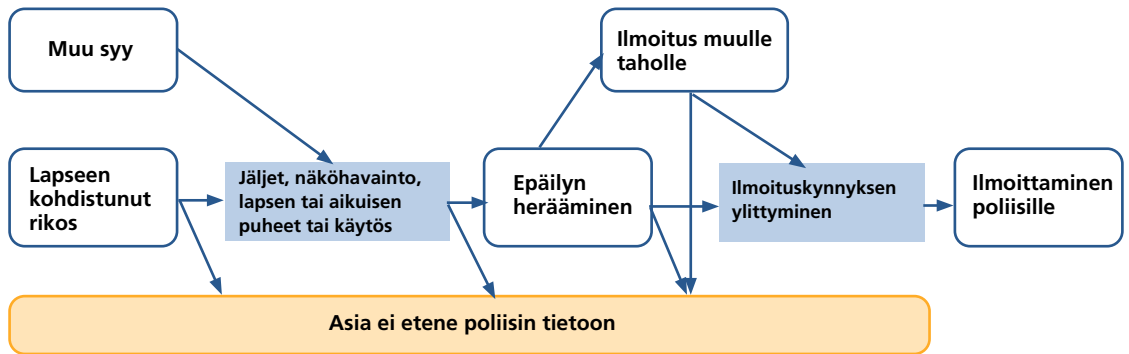 Muu syy
Ilmoitus muulle
taholle
Lapseen
kohdistunut
rikos
Jäljet, näköhavainto,
lapsen tai aikuisen
puheet tai käytös
Epäilyn
herääminen
Ilmoituskynnyksen
ylittyminen
Ilmoittaminen
poliisille
Asia ei etene poliisin tietoon